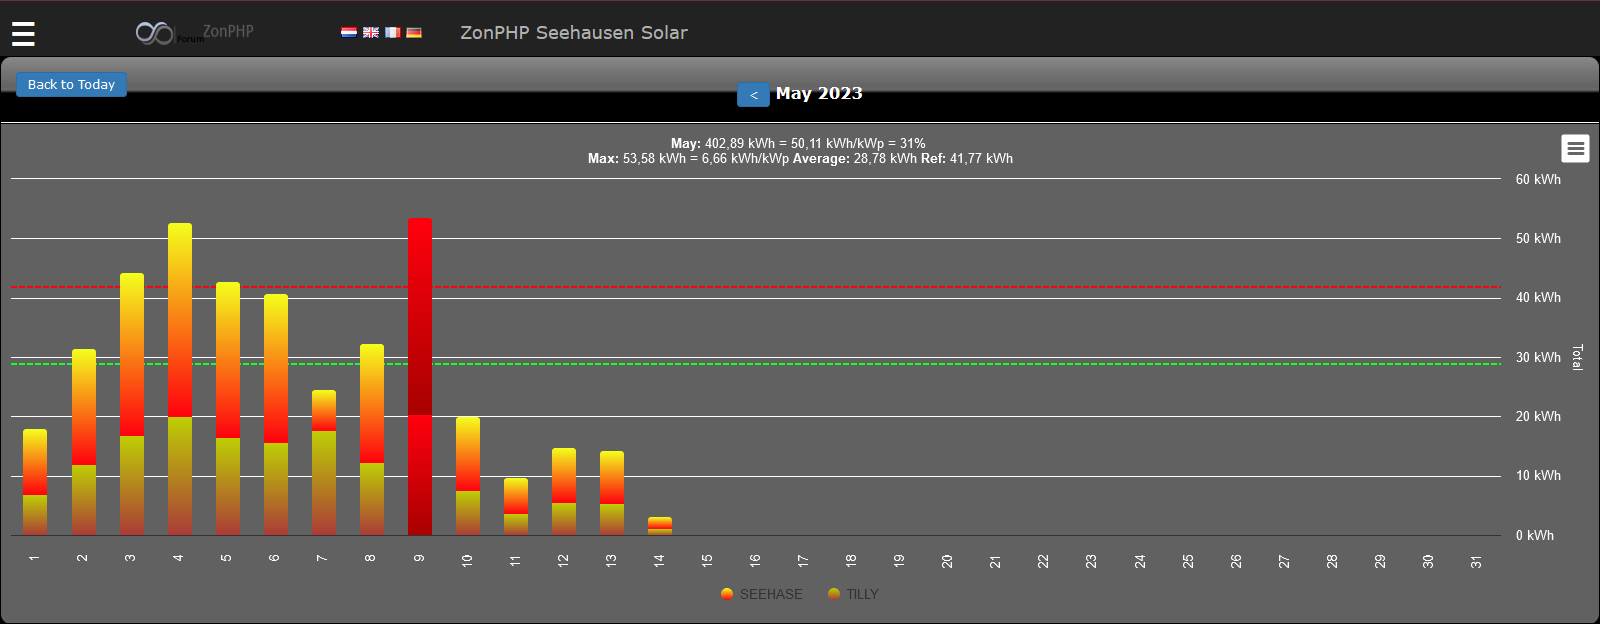 Forum ZonPHP
ZonPHP Seehausen Solar
Back to Today
< May 2023
May: 402,89 kWh = 50,11 kWh/kWp = 31%
Max: 53,58 kWh = 6,66 kWh/kWp Average: 28,78 kWh Ref: 41,77 kWh
60 kWh
50 kWh
40 kWh
30 kWh
20 kWh
10 kWh
0 kWh
Total
1 2 3 4 5 6 7 8 9 10 11 12 13 14 15 16 17 18 19 20 21 22 23 24 25 26 27 28 29 30 31
SEEHASE TILLY